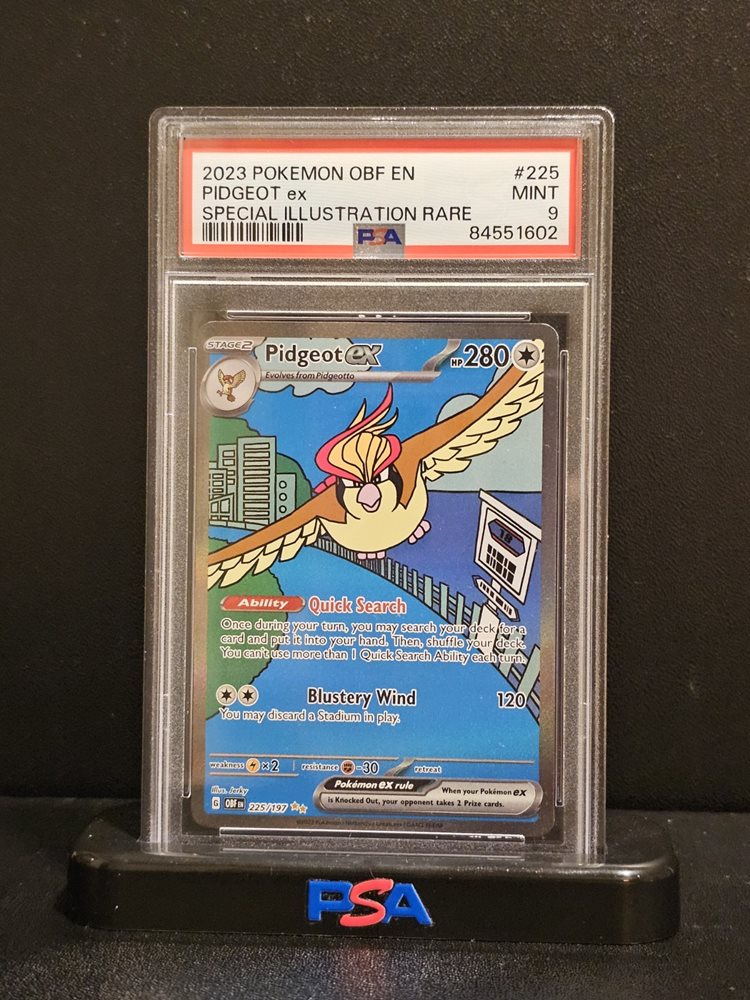 2023 POKEMON OBF EN #225
PIDGEOT ex MINT
SPECIAL ILLUSTRATION RARE 9
PSA 84551602
STAGE 2 Pidgeot ex HP 280
Evolves from Pidgeotto
18
Ability Quick Search
Once during your turn, you may search your deck for a
card and put it into your hand. Then, shuffle your deck.
You can't use more than 1 Quick Search Ability each turn.
Blustery Wind 120
You may discard a Stadium in play.
weakness ×2 resistance -30 retreat
Illus. Jerky
Pokémon ex rule When your Pokémon ex
is Knocked Out, your opponent takes 2 Prize cards.
G OBF EN 225/197
PSA